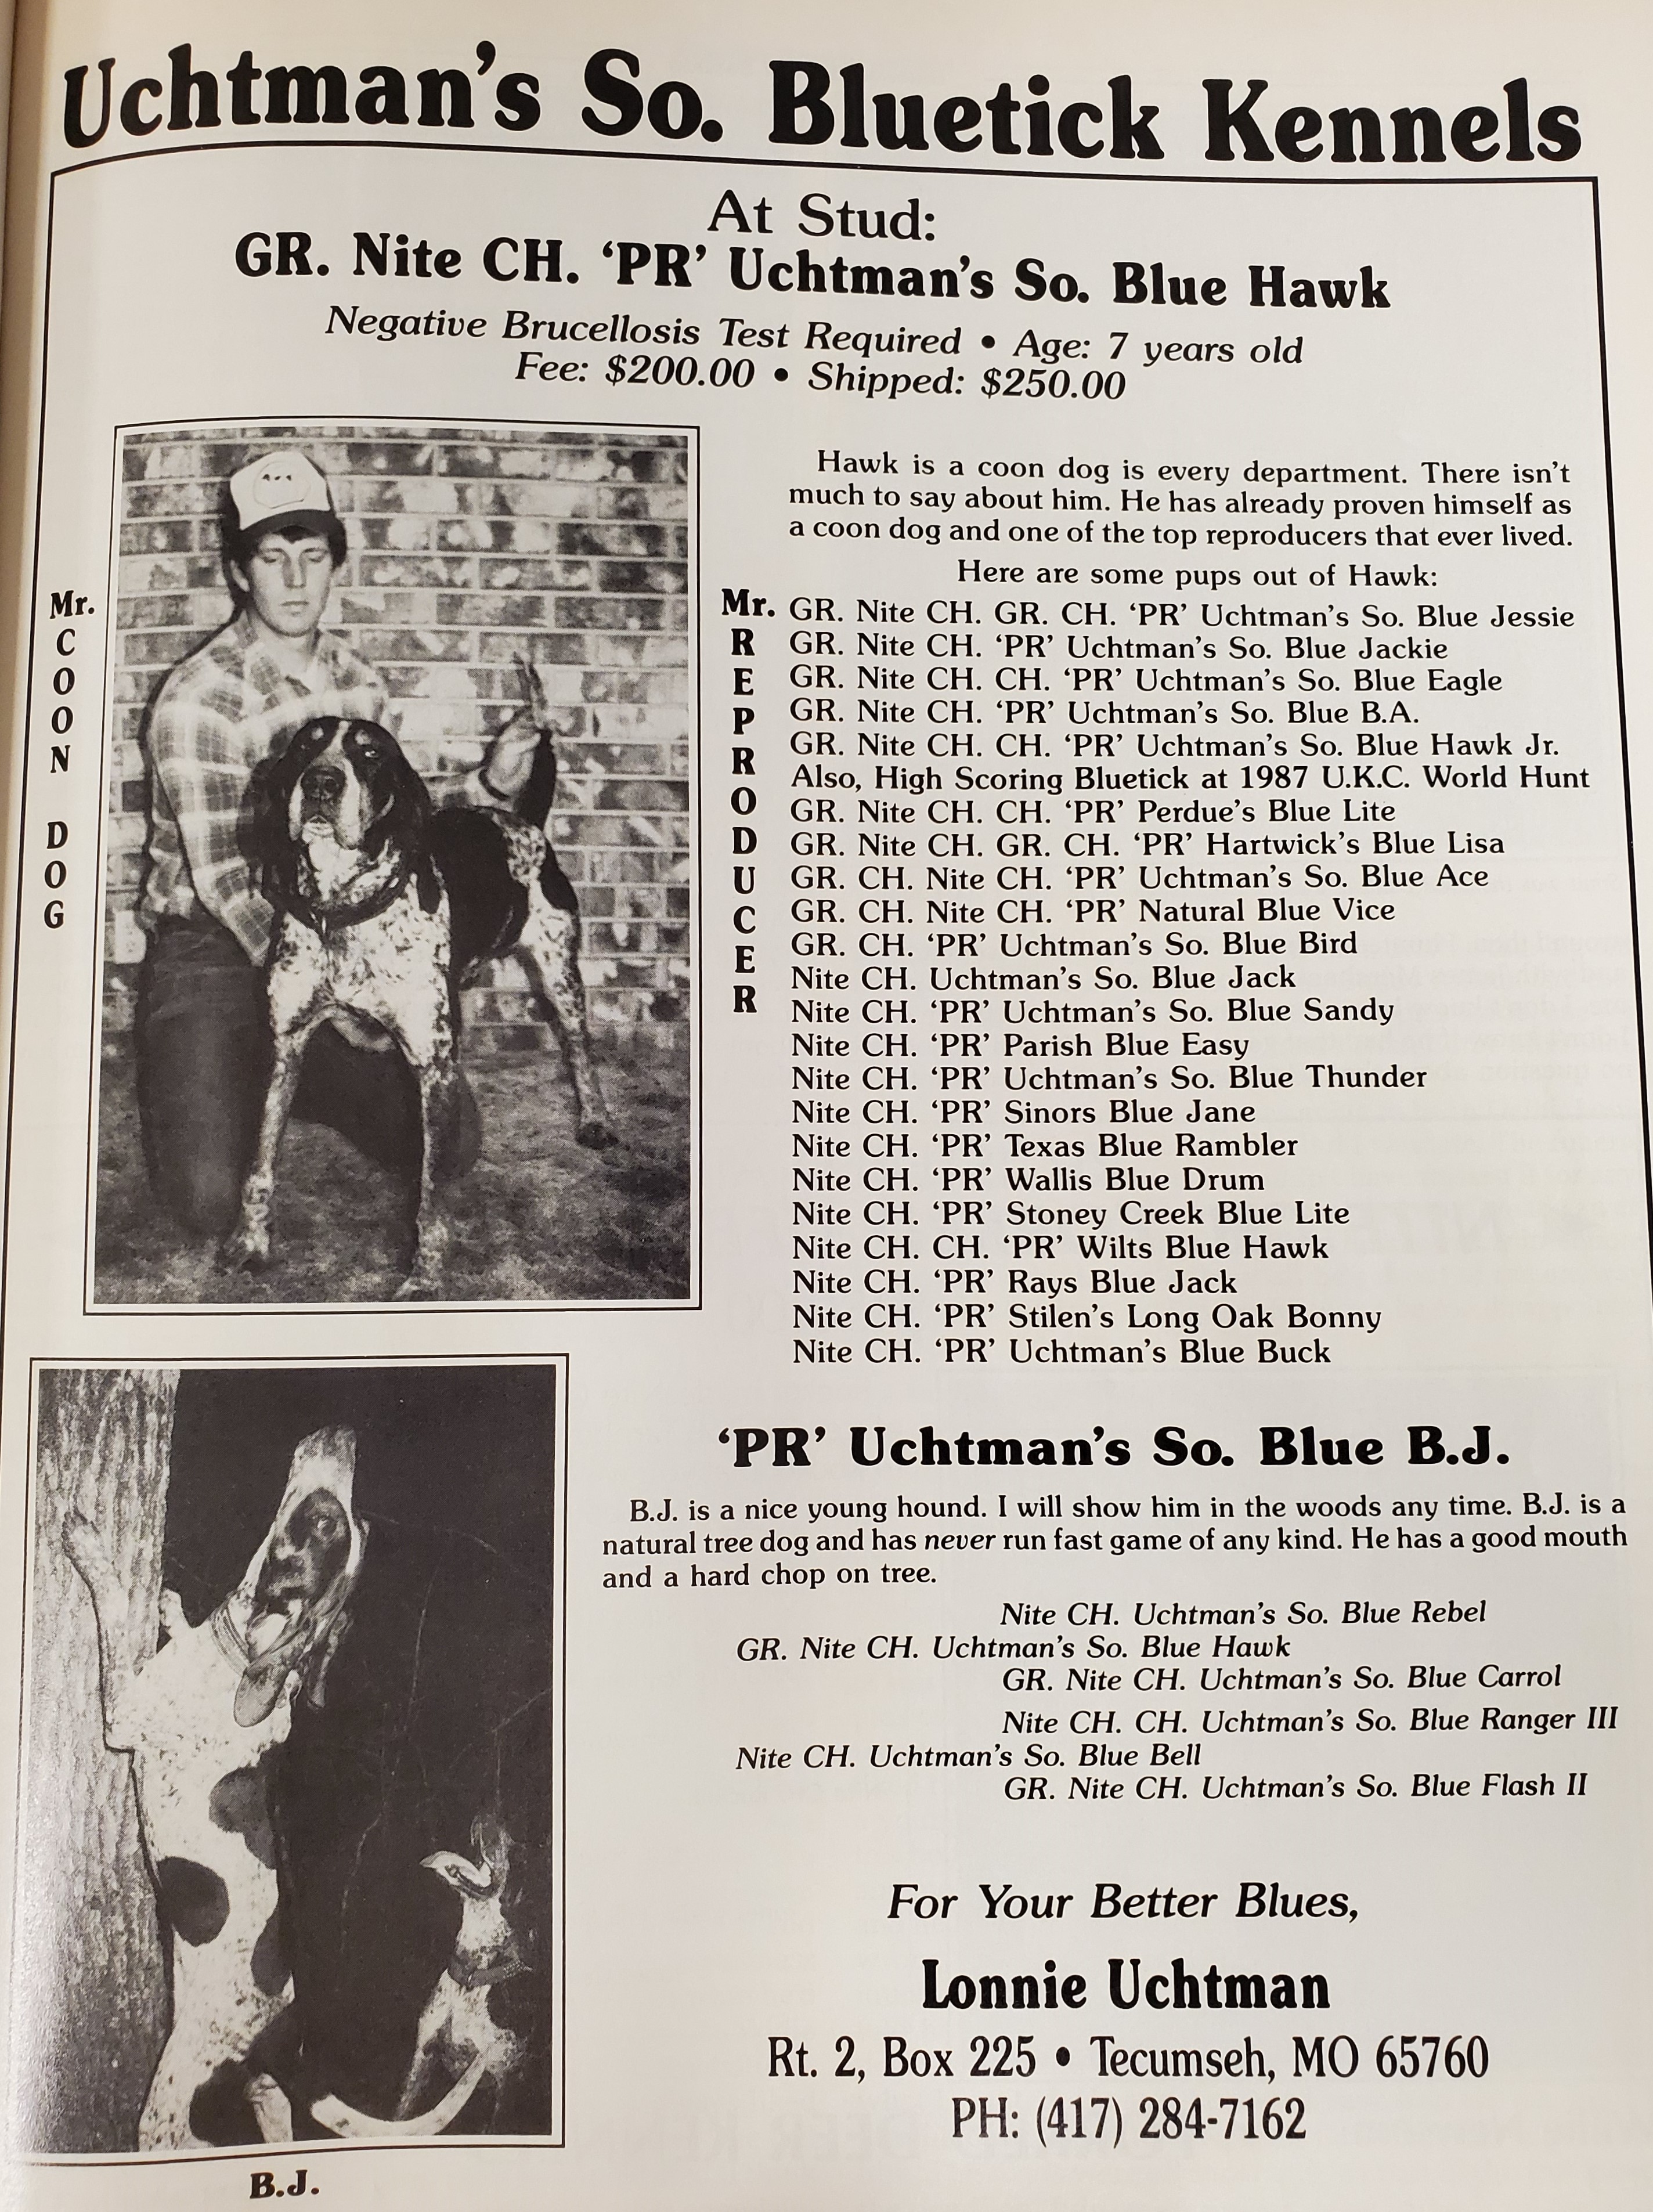 Uchtman's So. Bluetick Kennels
At Stud:
GR. Nite CH. ‘PR’ Uchtman's So. Blue Hawk
Negative Brucellosis Test Required • Age: 7 years old
Fee: $200.00 • Shipped: $250.00
Mr.
C
O
O
N
D
O
G
Hawk is a coon dog is every department. There isn't
much to say about him. He has already proven himself as
a coon dog and one of the top reproducers that ever lived.
Here are some pups out of Hawk:
Mr.
R
E
P
R
O
D
U
C
E
R
GR. Nite CH. GR. CH. ‘PR’ Uchtman's So. Blue Jessie
GR. Nite CH. ‘PR’ Uchtman's So. Blue Jackie
GR. Nite CH. CH. ‘PR’ Uchtman's So. Blue Eagle
GR. Nite CH. ‘PR’ Uchtman's So. Blue B.A.
GR. Nite CH. CH. ‘PR’ Uchtman's So. Blue Hawk Jr.
Also, High Scoring Bluetick at 1987 U.K.C. World Hunt
GR. Nite CH. CH. ‘PR’ Perdue's Blue Lite
GR. Nite CH. GR. CH. ‘PR’ Hartwick's Blue Lisa
GR. CH. Nite CH. ‘PR’ Uchtman's So. Blue Ace
GR. CH. Nite CH. ‘PR’ Natural Blue Vice
GR. CH. ‘PR’ Uchtman's So. Blue Bird
Nite CH. Uchtman's So. Blue Jack
Nite CH. ‘PR’ Uchtman's So. Blue Sandy
Nite CH. ‘PR’ Parish Blue Easy
Nite CH. ‘PR’ Uchtman's So. Blue Thunder
Nite CH. ‘PR’ Sinors Blue Jane
Nite CH. ‘PR’ Texas Blue Rambler
Nite CH. ‘PR’ Wallis Blue Drum
Nite CH. ‘PR’ Stoney Creek Blue Lite
Nite CH. CH. ‘PR’ Wilts Blue Hawk
Nite CH. ‘PR’ Rays Blue Jack
Nite CH. ‘PR’ Stilen's Long Oak Bonny
Nite CH. ‘PR’ Uchtman's Blue Buck
‘PR’ Uchtman's So. Blue B.J.
B.J. is a nice young hound. I will show him in the woods any time. B.J. is a
natural tree dog and has never run fast game of any kind. He has a good mouth
and a hard chop on tree.
Nite CH. Uchtman's So. Blue Rebel
GR. Nite CH. Uchtman's So. Blue Hawk
GR. Nite CH. Uchtman's So. Blue Carrol
Nite CH. CH. Uchtman's So. Blue Ranger III
Nite CH. Uchtman's So. Blue Bell
GR. Nite CH. Uchtman's So. Blue Flash II
For Your Better Blues,
Lonnie Uchtman
Rt. 2, Box 225 • Tecumseh, MO 65760
PH: (417) 284-7162
B.J.